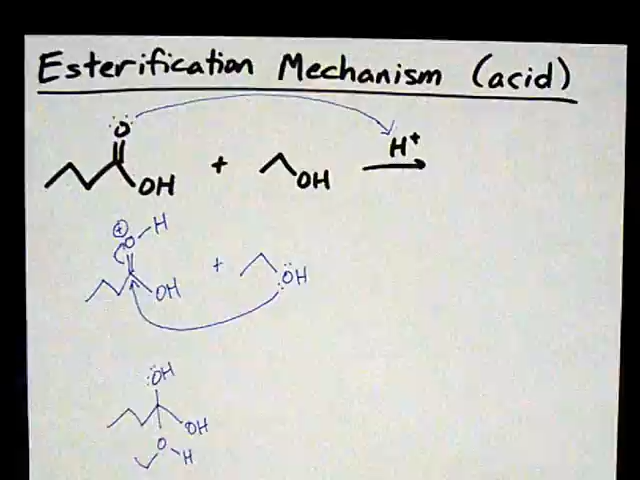 Esterification Mechanism (acid)
O
H⁺
OH + OH
⊕ H
O
OH + OH
OH
OH
O
H